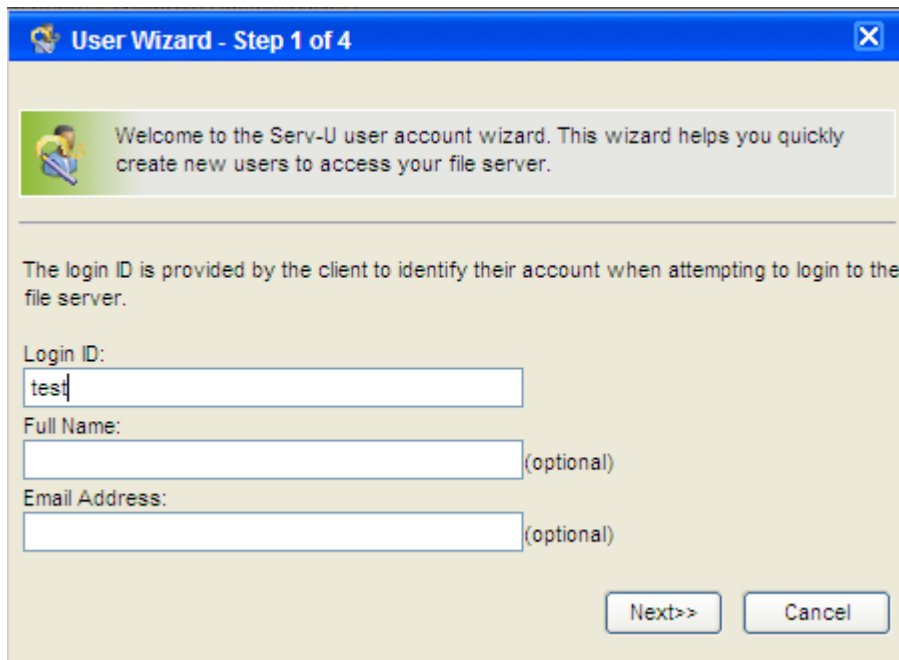 User Wizard - Step 1 of 4
Welcome to the Serv-U user account wizard. This wizard helps you quickly
create new users to access your file server.
The login ID is provided by the client to identify their account when attempting to login to the
file server.
Login ID:
test
Full Name:
(optional)
Email Address:
(optional)
Next>> Cancel